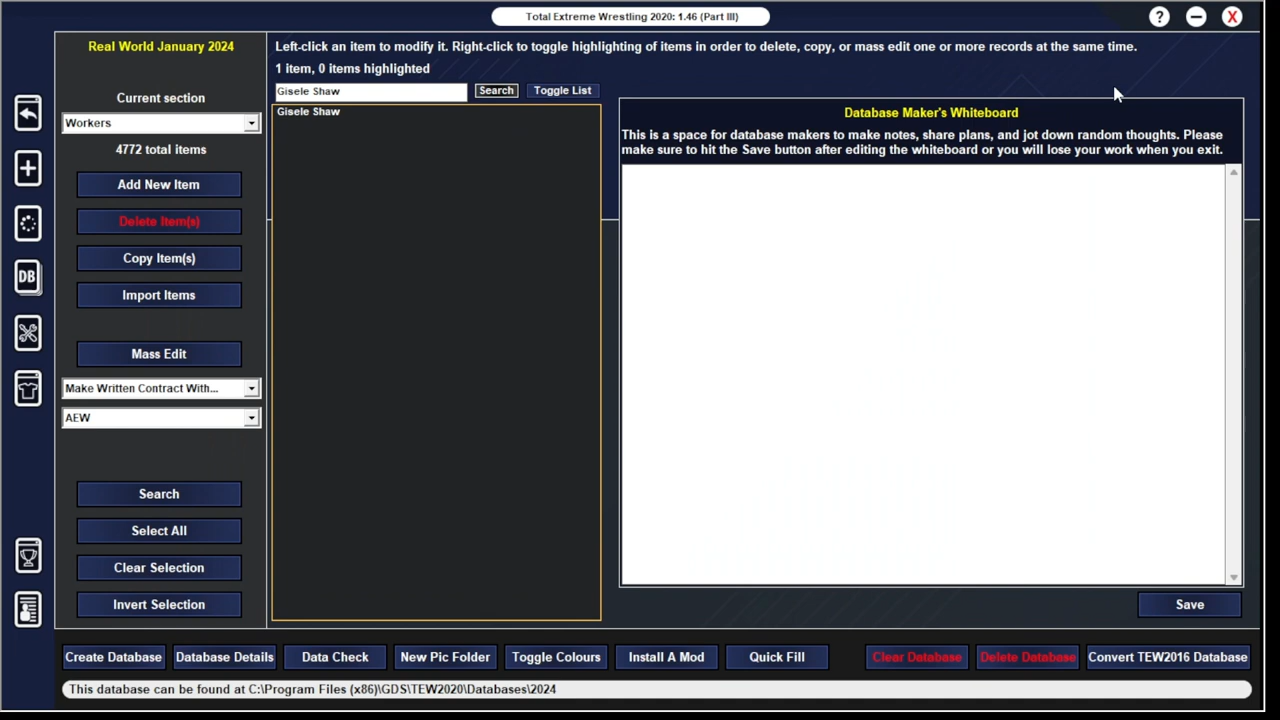 Total Extreme Wrestling 2020: 1.46 (Part III)
?
X
Real World January 2024
Left-click an item to modify it. Right-click to toggle highlighting of items in order to delete, copy, or mass edit one or more records at the same time.
1 item, 0 items highlighted
Current section
Workers
4772 total items
Add New Item
Delete Item(s)
Copy Item(s)
Import Items
Mass Edit
Make Written Contract With...
AEW
Search
Select All
Clear Selection
Invert Selection
DB
Gisele Shaw
Search
Toggle List
Gisele Shaw
Database Maker's Whiteboard
This is a space for database makers to make notes, share plans, and jot down random thoughts. Please
make sure to hit the Save button after editing the whiteboard or you will lose your work when you exit.
Save
Create Database
Database Details
Data Check
New Pic Folder
Toggle Colours
Install A Mod
Quick Fill
Clear Database
Delete Database
Convert TEW2016 Database
This database can be found at C:\Program Files (x86)\GDS\TEW2020\Databases\2024